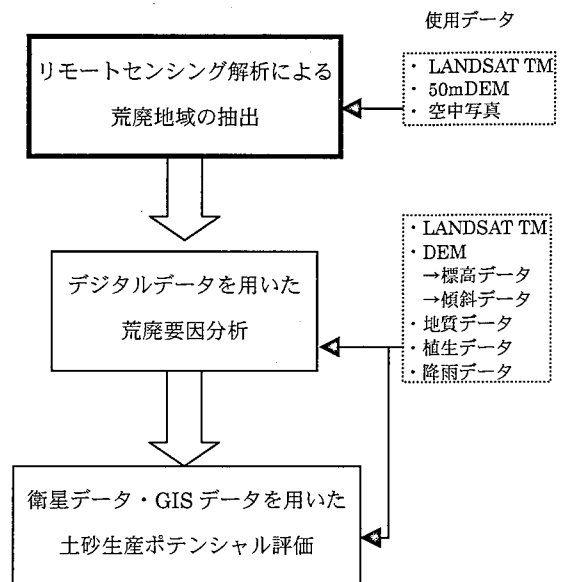 使用データ
リモートセンシング解析による
荒廃地域の抽出
・ LANDSAT TM
・ 50mDEM
・ 空中写真
デジタルデータを用いた
荒廃要因分析
・LANDSAT TM
・DEM
→標高データ
→傾斜データ
・地質データ
・植生データ
・降雨データ
衛星データ・GISデータを用いた
土砂生産ポテンシャル評価